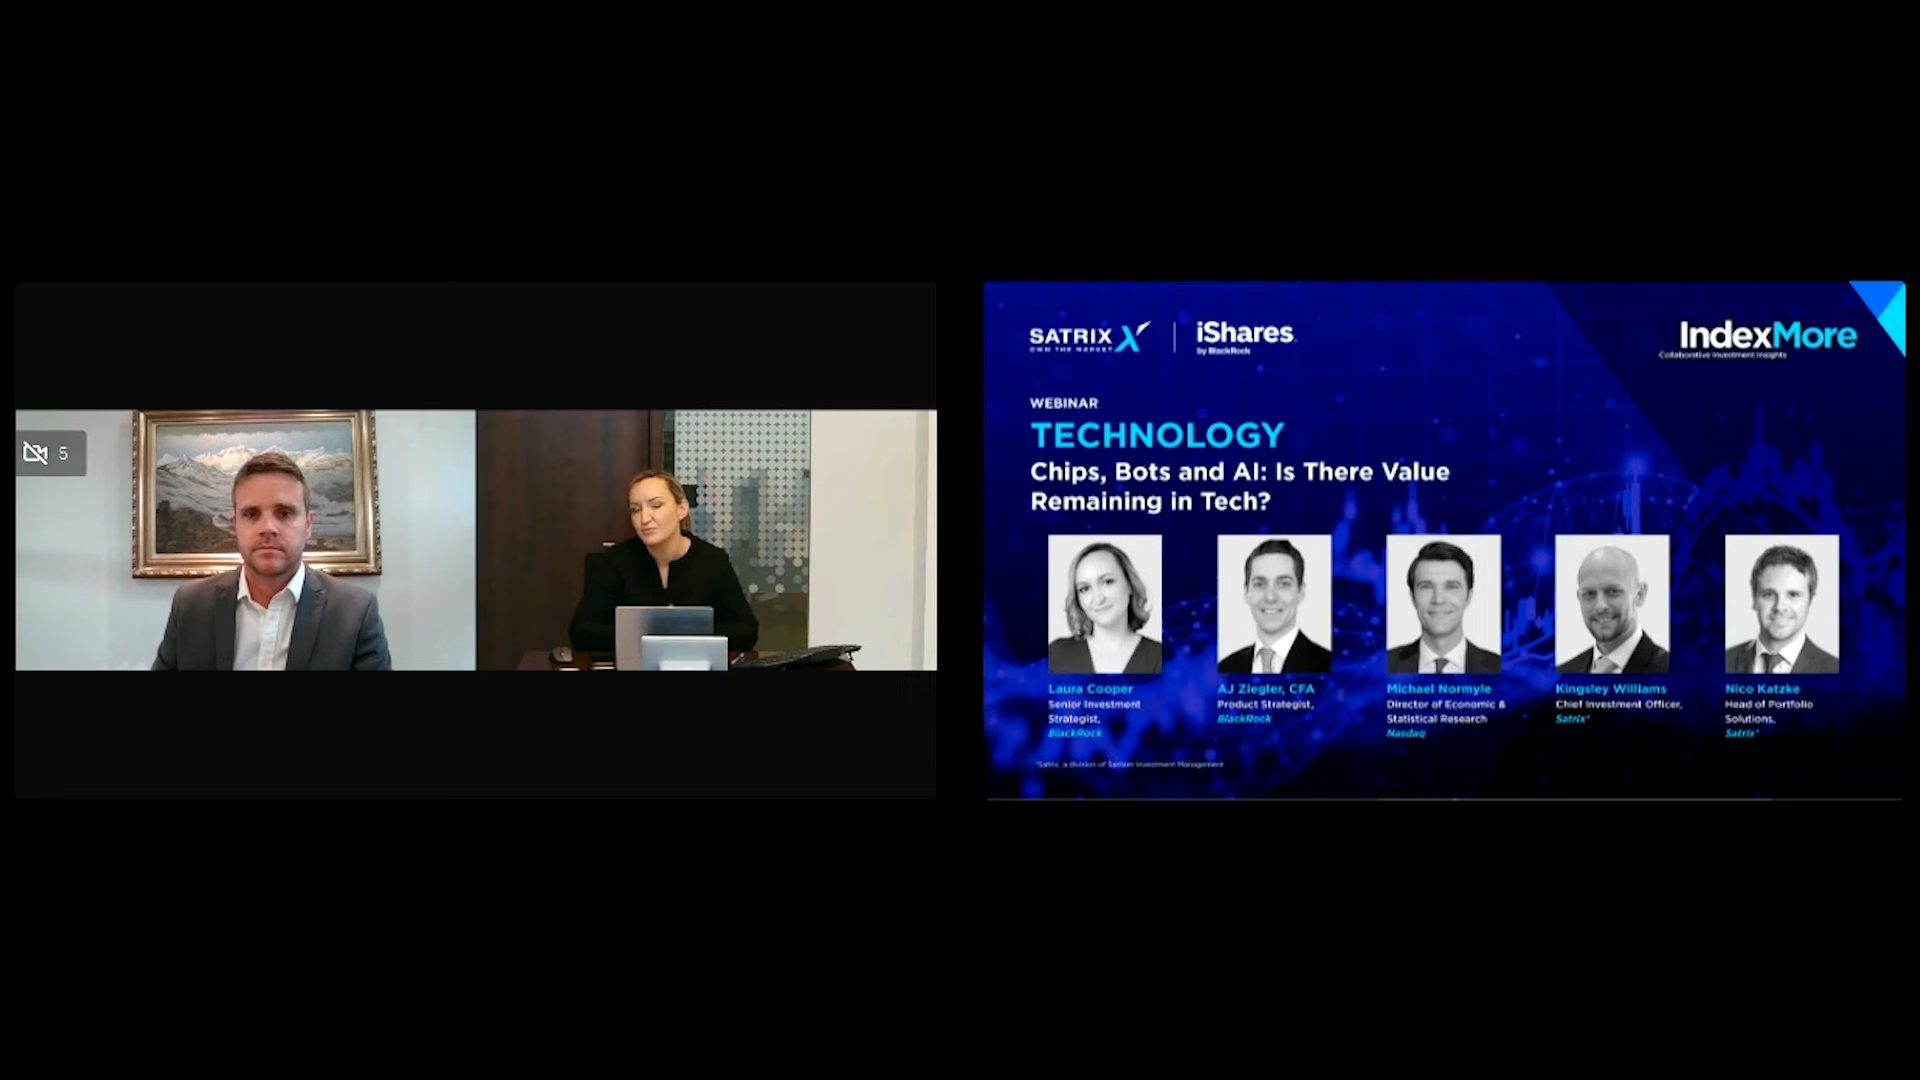 5
SATRIX
OWN THE MARKET
iShares.
by BlackRock
IndexMore
Collaborative Investment Insights
WEBINAR
TECHNOLOGY
Chips, Bots and AI: Is There Value
Remaining in Tech?
Laura Cooper
Senior Investment
Strategist,
BlackRock
AJ Ziegler, CFA
Product Strategist,
BlackRock
Michael Normyle
Director of Economic &
Statistical Research
Nasdaq
Kingsley Williams
Chief Investment Officer,
Satrix*
Nico Katzke
Head of Portfolio
Solutions,
Satrix*
*Satrix, a division of Sanlam Investment Management